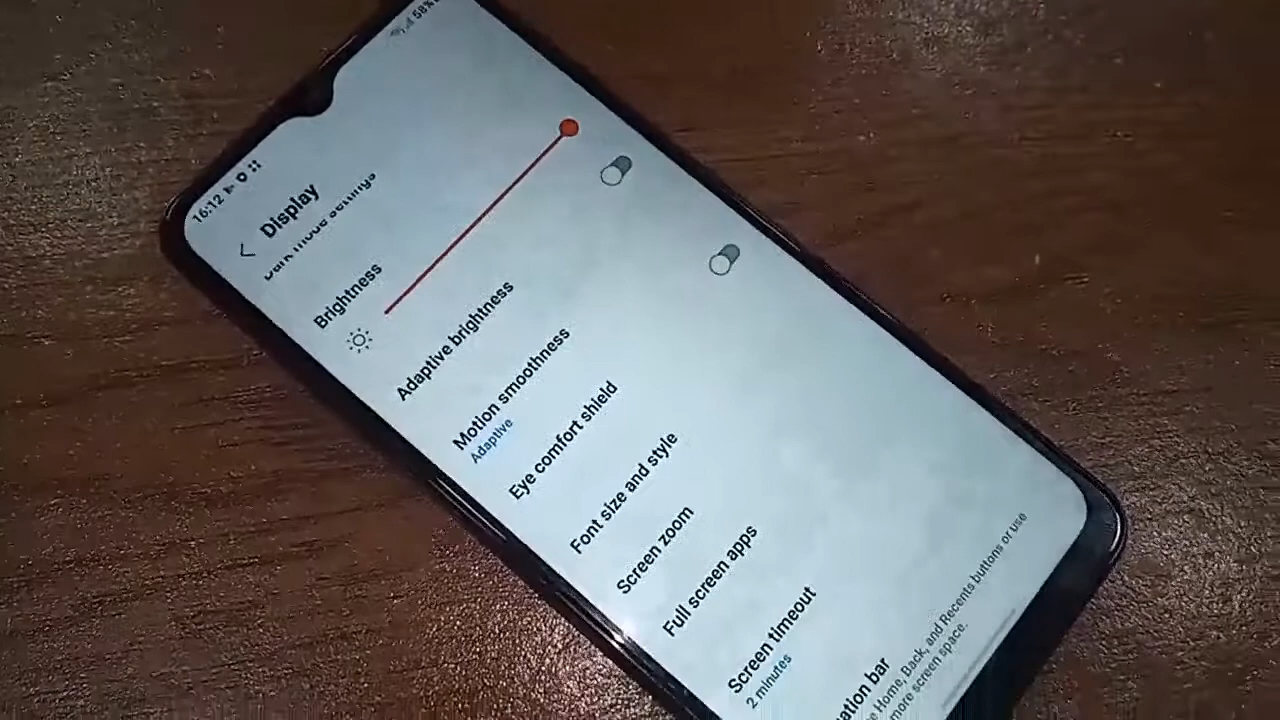 16:12
58%
Display
Dark mode settings
Brightness
Adaptive brightness
Motion smoothness
Adaptive
Eye comfort shield
Font size and style
Screen zoom
Full screen apps
Screen timeout
2 minutes
ation bar
e Home, Back, and Recents buttons or use
more screen space.